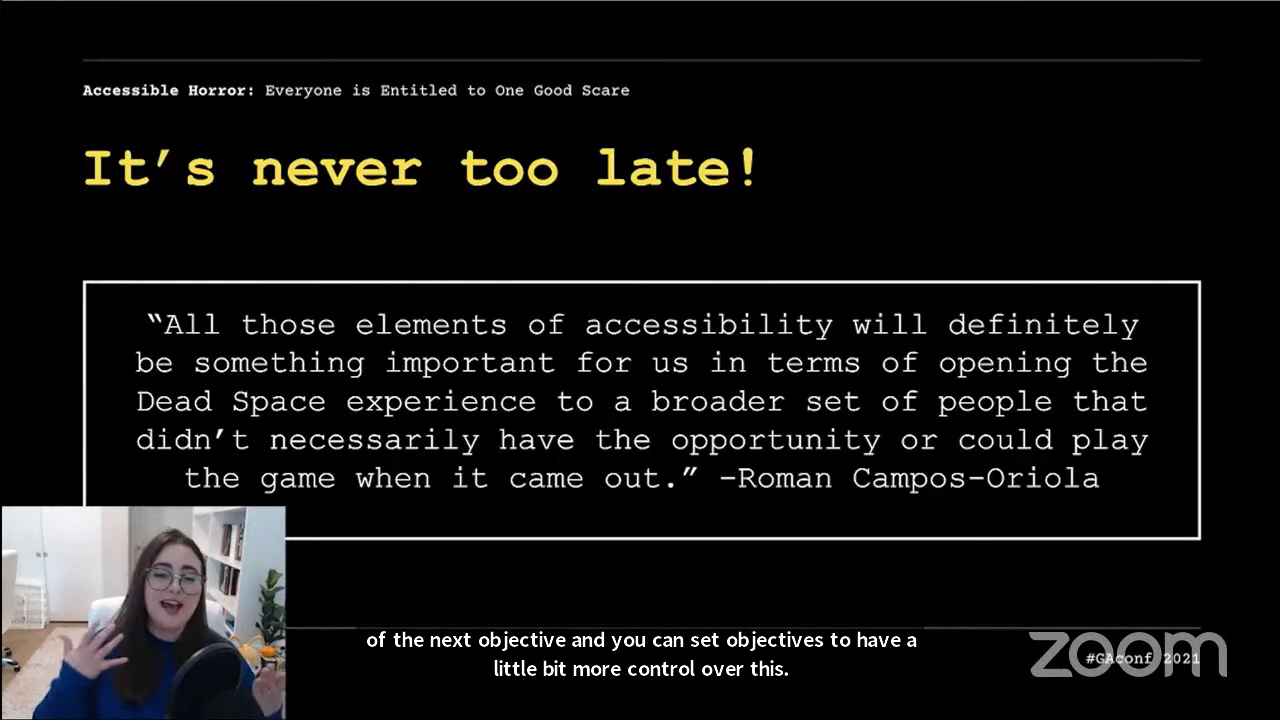 Accessible Horror: Everyone is Entitled to One Good Scare
It’s never too late!
“All those elements of accessibility will definitely
be something important for us in terms of opening the
Dead Space experience to a broader set of people that
didn’t necessarily have the opportunity or could play
the game when it came out.” –Roman Campos-Oriola
of the next objective and you can set objectives to have a
little bit more control over this.
#GAconf 2021
zoom